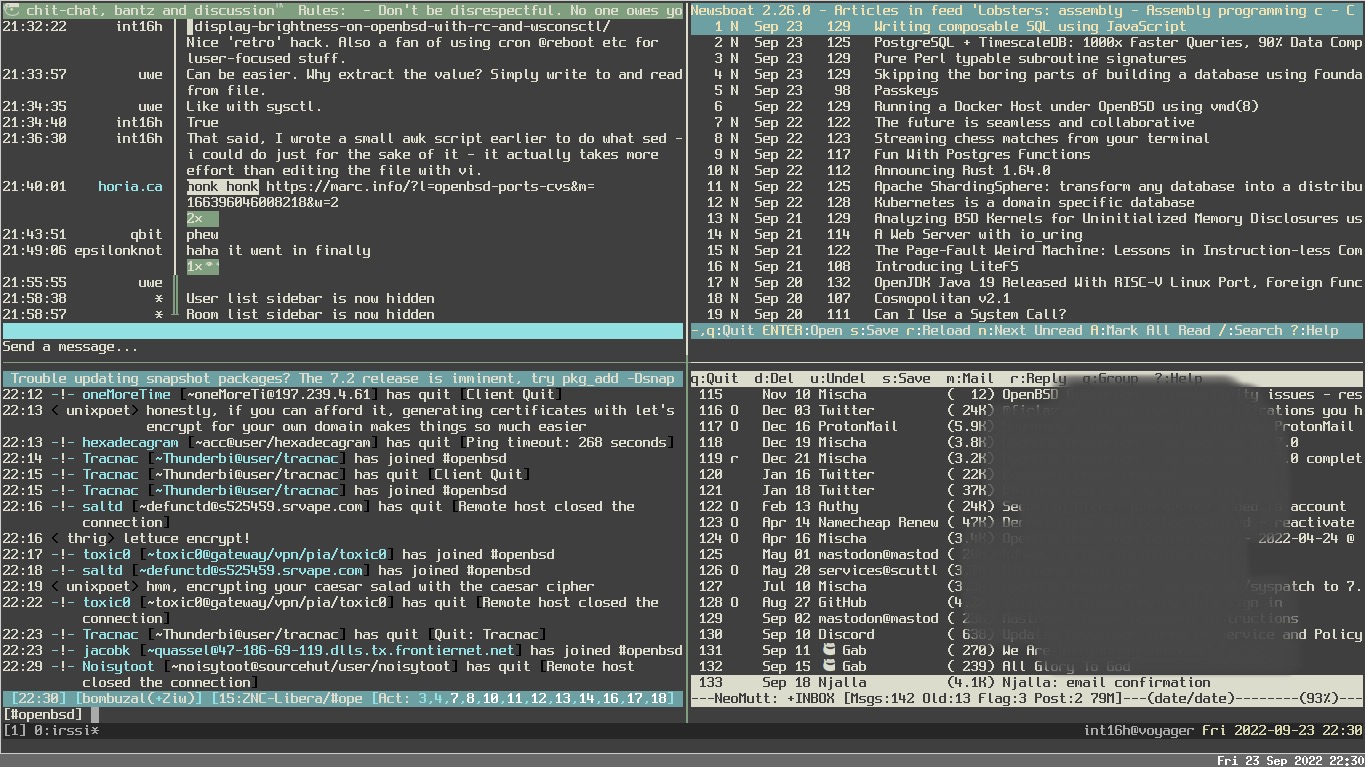 chit-chat, bantz and discussion" Rules: - Don't be disrespectful. No one owes yo
21:32:22 int16h display-brightness-on-openbsd-with-rc-and-wsconsctl/
Nice 'retro' hack. Also a fan of using cron @reboot etc for
luser-focused stuff.
21:33:57 uwe Can be easier. Why extract the value? Simply write to and read
from file.
21:34:35 uwe Like with sysctl.
21:34:40 int16h True
21:36:30 int16h That said, I wrote a small awk script earlier to do what sed -
i could do just for the sake of it - it actually takes more
effort than editing the file with vi.
21:40:01 horia.ca honk honk https://marc.info/?l=openbsd-ports-cvs&m=
166396046008218&w=2
2×
21:43:51 qbit phew
21:49:06 epsilonknot haha it went in finally
1×
21:55:55 uwe
21:58:38 * User list sidebar is now hidden
21:58:57 * Room list sidebar is now hidden
Send a message...
Newsboat 2.26.0 - Articles in feed 'Lobsters: assembly - Assembly programming c - C
1 N Sep 23 129 Writing composable SQL using JavaScript
2 N Sep 23 125 PostgreSQL + TimescaleDB: 1000x Faster Queries, 90% Data Comp
3 N Sep 23 129 Pure Perl typable subroutine signatures
4 N Sep 23 129 Skipping the boring parts of building a database using Founda
5 N Sep 23 98 Passkeys
6 Sep 22 129 Running a Docker Host under OpenBSD using vmd(8)
7 N Sep 22 122 The future is seamless and collaborative
8 N Sep 22 123 Streaming chess matches from your terminal
9 N Sep 22 117 Fun With Postgres Functions
10 N Sep 22 112 Announcing Rust 1.64.0
11 N Sep 22 125 Apache ShardingSphere: transform any database into a distribu
12 N Sep 22 128 Kubernetes is a domain specific database
13 N Sep 21 129 Analyzing BSD Kernels for Uninitialized Memory Disclosures us
14 N Sep 21 114 A Web Server with io_uring
15 N Sep 21 122 The Page-Fault Weird Machine: Lessons in Instruction-less Com
16 N Sep 21 108 Introducing LiteFS
17 N Sep 20 132 OpenJDK Java 19 Released With RISC-V Linux Port, Foreign Func
18 N Sep 20 107 Cosmopolitan v2.1
19 N Sep 20 111 Can I Use a System Call?
-,q:Quit ENTER:Open s:Save r:Reload n:Next Unread A:Mark All Read /:Search ?:Help
Trouble updating snapshot packages? The 7.2 release is imminent, try pkg_add -Dsnap
22:12 -!- oneMoreTime [~oneMoreTi@197.239.4.61] has quit [Client Quit]
22:13 < unixpoet> honestly, if you can afford it, generating certificates with let's
encrypt for your own domain makes things so much easier
22:13 -!- hexadecagram [~acc@user/hexadecagram] has quit [Ping timeout: 268 seconds]
22:14 -!- Tracnac [~Thunderbi@user/tracnac] has joined #openbsd
22:15 -!- Tracnac [~Thunderbi@user/tracnac] has quit [Client Quit]
22:15 -!- Tracnac [~Thunderbi@user/tracnac] has joined #openbsd
22:16 -!- saltd [~defunctd@s525459.srvape.com] has quit [Remote host closed the
connection]
22:16 < thrig> lettuce encrypt!
22:17 -!- toxic0 [~toxic0@gateway/vpn/pia/toxic0] has joined #openbsd
22:18 -!- saltd [~defunctd@s525459.srvape.com] has joined #openbsd
22:19 < unixpoet> hmm, encrypting your caesar salad with the caesar cipher
22:22 -!- toxic0 [~toxic0@gateway/vpn/pia/toxic0] has quit [Remote host closed the
connection]
22:23 -!- Tracnac [~Thunderbi@user/tracnac] has quit [Quit: Tracnac]
22:23 -!- jacobk [~quassel@47-186-69-119.dlls.tx.frontiernet.net] has joined #openbsd
22:29 -!- Noisytoot [~noisytoot@sourcehut/user/noisytoot] has quit [Remote host
closed the connection]
[22:30] [bombuzal(+Ziw)] [15:ZNC-Libera/#ope [Act: 3,4,7,8,10,11,12,13,14,16,17,18]
[#openbsd]
q:Quit d:Del u:Undel s:Save m:Mail r:Reply g:Group ?:Help
115 Nov 10 Mischa ( 12) OpenBSD issues - res
116 O Dec 03 Twitter ( 24K) you h
117 O Dec 16 ProtonMail (5.9K ProtonMail
118 Dec 19 Mischa (3.8K .0
119 r Dec 21 Mischa (3.2K .0 complet
120 Jan 16 Twitter ( 22K)
121 Jan 18 Twitter ( 37K)
122 O Feb 13 Authy ( 24K) account
123 O Apr 14 Namecheap Renew ( 47K) reactivate
124 O Apr 16 Mischa - 2022-04-24 @
125 May 01 mastodon@mastod (
126 O May 20 services@scuttl (
127 Jul 10 Mischa (3. /syspatch to 7.
128 O Aug 27 GitHub (4 in
129 Sep 02 mastodon@mastod (
130 Sep 10 Discord ( 63K) and Policy
131 Sep 11 Gab ( 270) We Are
132 Sep 15 Gab ( 239) All Glory To God
133 Sep 18 Njalla (4.1K) Njalla: email confirmation
---NeoMutt: +INBOX [Msgs:142 Old:13 Flag:3 Post:2 79M]---(date/date)--------(93%)---
[1] 0:irssi* int16h@voyager Fri 2022-09-23 22:30
Fri 23 Sep 2022 22:30